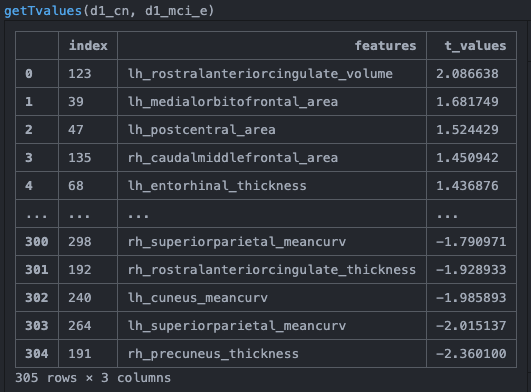 getTvalues(d1_cn, d1_mci_e)
index features t_values
0 123 lh_rostralanteriorcingulate_volume 2.086638
1 39 lh_medialorbitofrontal_area 1.681749
2 47 lh_postcentral_area 1.524429
3 135 rh_caudalmiddlefrontal_area 1.450942
4 68 lh_entorhinal_thickness 1.436876
... ... ... ...
300 298 rh_superiorparietal_meancurv -1.790971
301 192 rh_rostralanteriorcingulate_thickness -1.928933
302 240 lh_cuneus_meancurv -1.985893
303 264 lh_superiorparietal_meancurv -2.015137
304 191 rh_precuneus_thickness -2.360100
305 rows × 3 columns